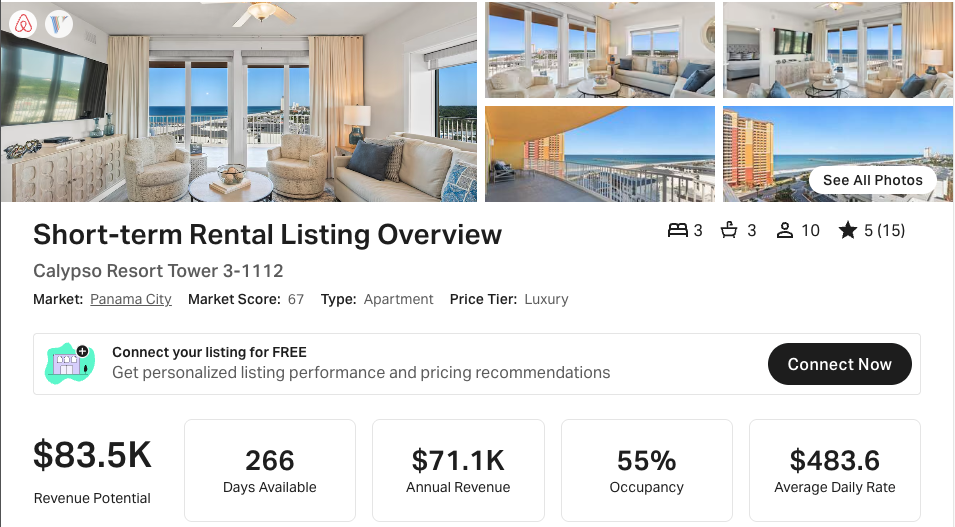 See All Photos
Short-term Rental Listing Overview
3 3 10 5 (15)
Calypso Resort Tower 3-1112
Market: Panama City Market Score: 67 Type: Apartment Price Tier: Luxury
Connect your listing for FREE
Get personalized listing performance and pricing recommendations
Connect Now
$83.5K
Revenue Potential
266
Days Available
$71.1K
Annual Revenue
55%
Occupancy
$483.6
Average Daily Rate